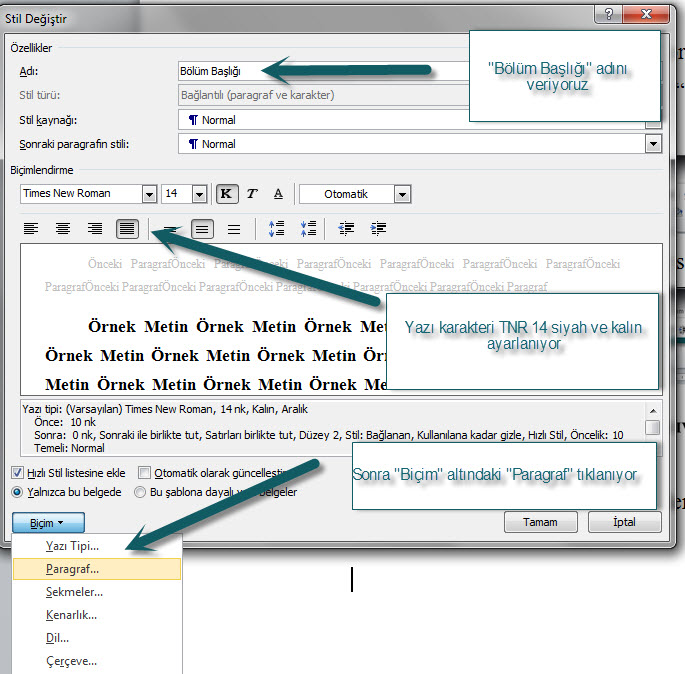 Stil Değiştir
Özellikler
Adı:
Bölüm Başlığı
"Bölüm Başlığı" adını
veriyoruz
Stil türü:
Bağlantılı (paragraf ve karakter)
Stil kaynağı:
¶ Normal
Sonraki paragrafın stili:
¶ Normal
Biçimlendirme
Times New Roman
14
K T A
Otomatik
Önceki ParagrafÖnceki ParagrafÖnceki ParagrafÖnceki ParagrafÖnceki ParagrafÖnceki
ParagrafÖnceki ParagrafÖnceki ParagrafÖnceki ParagrafÖnceki ParagrafÖnceki Paragraf
Örnek Metin Örnek Metin Örnek
Örnek Metin Örnek Metin Örnek Metin
Metin Örnek Metin Örnek Metin
Yazı karakteri TNR 14 siyah ve kalın
ayarlanıyor
Yazı tipi: (Varsayılan) Times New Roman, 14 nk, Kalın, Aralık
Önce: 10 nk
Sonra: 0 nk, Sonraki ile birlikte tut, Satırları birlikte tut, Düzey 2, Stil: Bağlanan, Kullanılana kadar gizle, Hızlı Stil, Öncelik: 10
Temeli: Normal
Sonra "Biçim" altındaki "Paragraf" tıklanıyor
Hızlı Stil listesine ekle
Otomatik olarak güncelleştir
Yalnızca bu belgede
Bu şablona dayalı belgeler
Biçim
Tamam
İptal
Yazı Tipi...
Paragraf...
Sekmeler...
Kenarlık...
Dil...
Çerçeve...